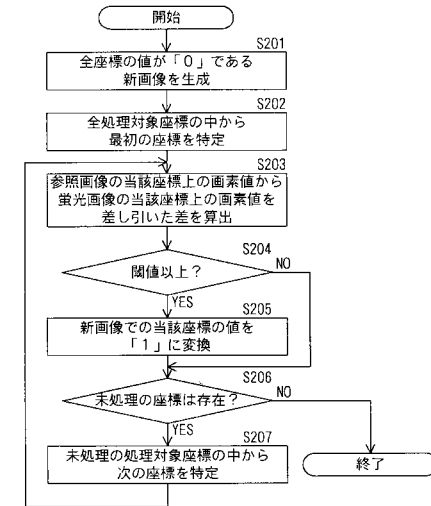 開始
S201
全座標の値が「0」である
新画像を生成
S202
全処理対象座標の中から
最初の座標を特定
S203
参照画像の当該座標上の画素値から
蛍光画像の当該座標上の画素値を
差し引いた差を算出
S204
閾値以上?
NO
YES
S205
新画像での当該座標の値を
「1」に変換
S206
未処理の座標は存在?
NO
YES
S207
未処理の処理対象座標の中から
次の座標を特定
終了